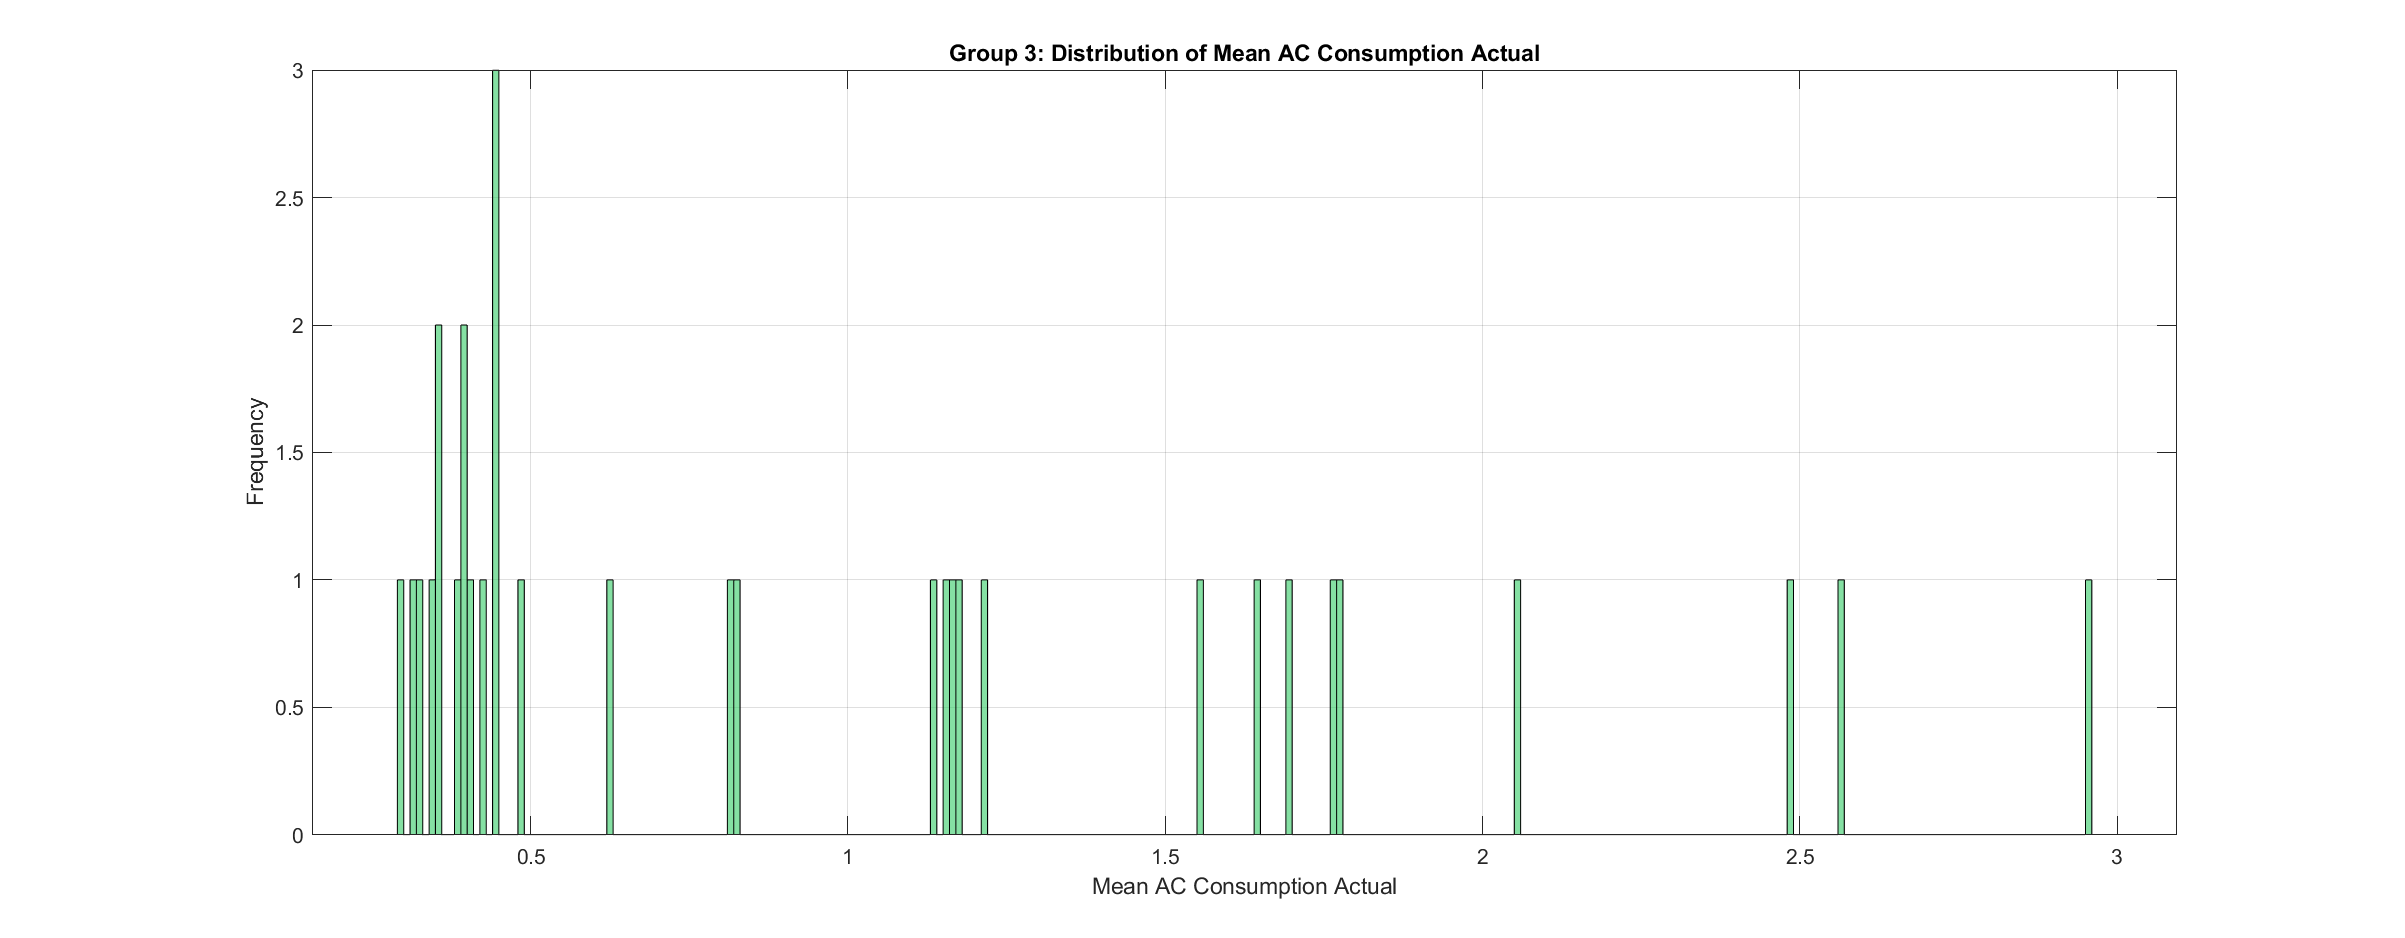 Group 3: Distribution of Mean AC Consumption Actual
3
2.5
2
1.5
1
0.5
0
Frequency
0.5 1 1.5 2 2.5 3
Mean AC Consumption Actual